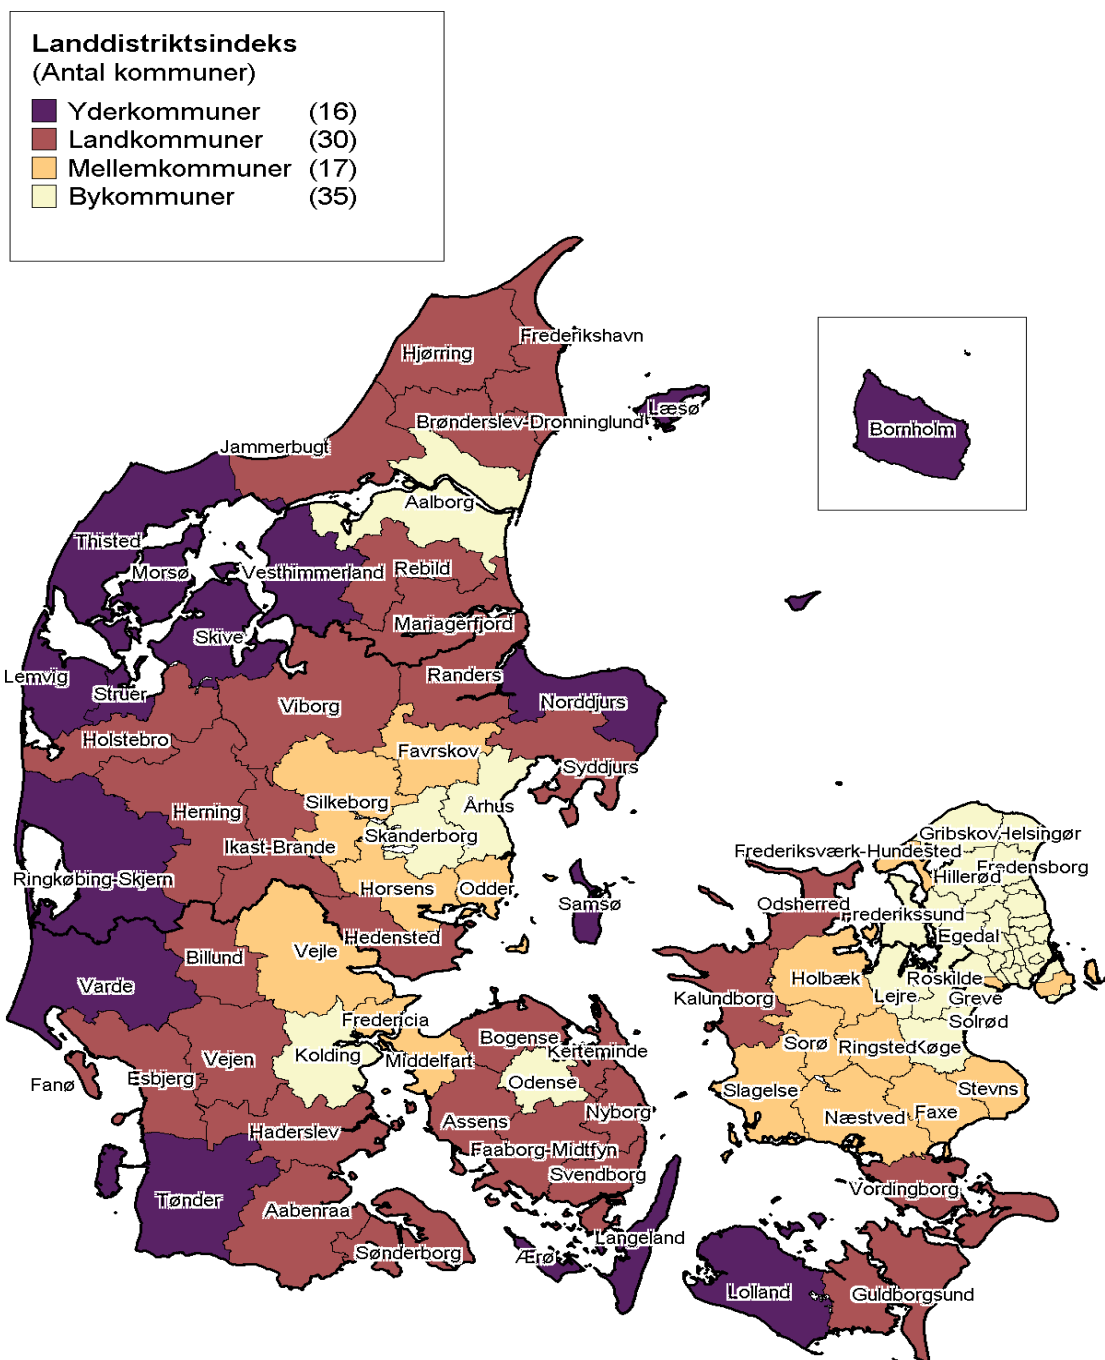 Landdistriktsindeks
(Antal kommuner)
Yderkommuner (16)
Landkommuner (30)
Mellemkommuner (17)
Bykommuner (35)
Frederikshavn
Hjørring
Læsø
Brønderslev-Dronninglund
Bornholm
Jammerbugt
Aalborg
Thisted
Rebild
Morsø
Vesthimmerland
Mariagerfjord
Skive
Lemvig
Randers
Struer
Norddjurs
Viborg
Holstebro
Favrskov
Syddjurs
Silkeborg
Århus
Herning
Skanderborg
Gribskov
Helsingør
Ikast-Brande
Frederiksværk-Hundested
Fredensborg
Hillerød
Ringkøbing-Skjern
Horsens
Odder
Samsø
Odsherred
Frederikssund
Hedensted
Egedal
Vejle
Billund
Varde
Holbæk
Roskilde
Kalundborg
Lejre
Greve
Fredericia
Solrød
Bogense
Sorø
Ringsted
Køge
Kerteminde
Kolding
Vejen
Middelfart
Esbjerg
Fanø
Odense
Slagelse
Stevns
Nyborg
Faxe
Næstved
Assens
Haderslev
Faaborg-Midtfyn
Svendborg
Vordingborg
Tønder
Aabenraa
Langeland
Sønderborg
Ærø
Lolland
Guldborgsund